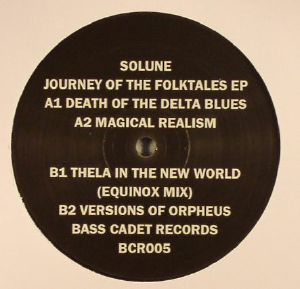 SOLUNE
JOURNEY OF THE FOLKTALES EP
A1 DEATH OF THE DELTA BLUES
A2 MAGICAL REALISM
B1 THELA IN THE NEW WORLD
(EQUINOX MIX)
B2 VERSIONS OF ORPHEUS
BASS CADET RECORDS
BCR005